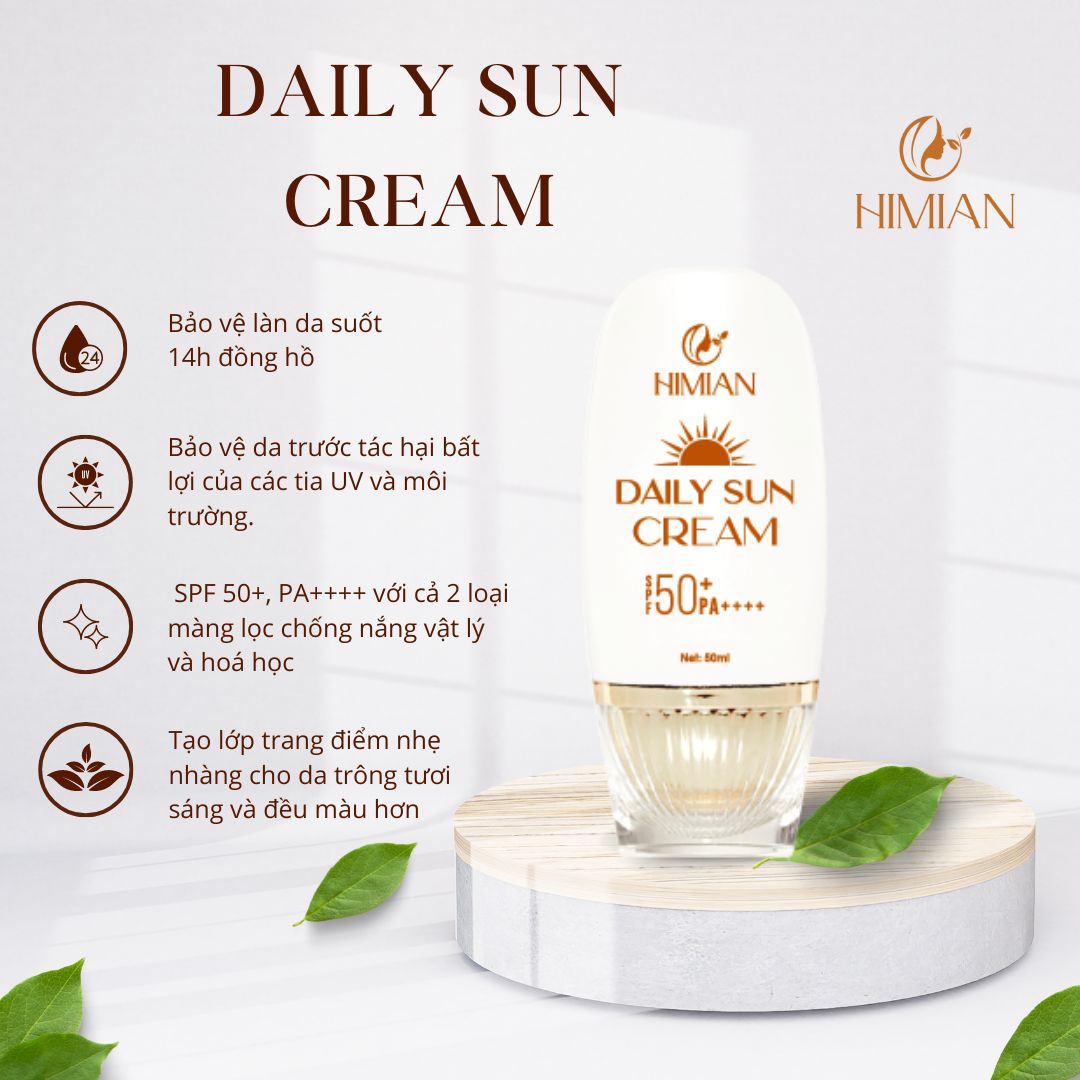 DAILY SUN
CREAM
HIMIAN
24
Bảo vệ làn da suốt
14h đồng hồ
UV
Bảo vệ da trước tác hại bất
lợi của các tia UV và môi
trường.
SPF 50+, PA++++ với cả 2 loại
màng lọc chống nắng vật lý
và hoá học
Tạo lớp trang điểm nhẹ
nhàng cho da trông tươi
sáng và đều màu hơn
HIMIAN
DAILY SUN
CREAM
SPF 50+ PA++++
Net: 50ml